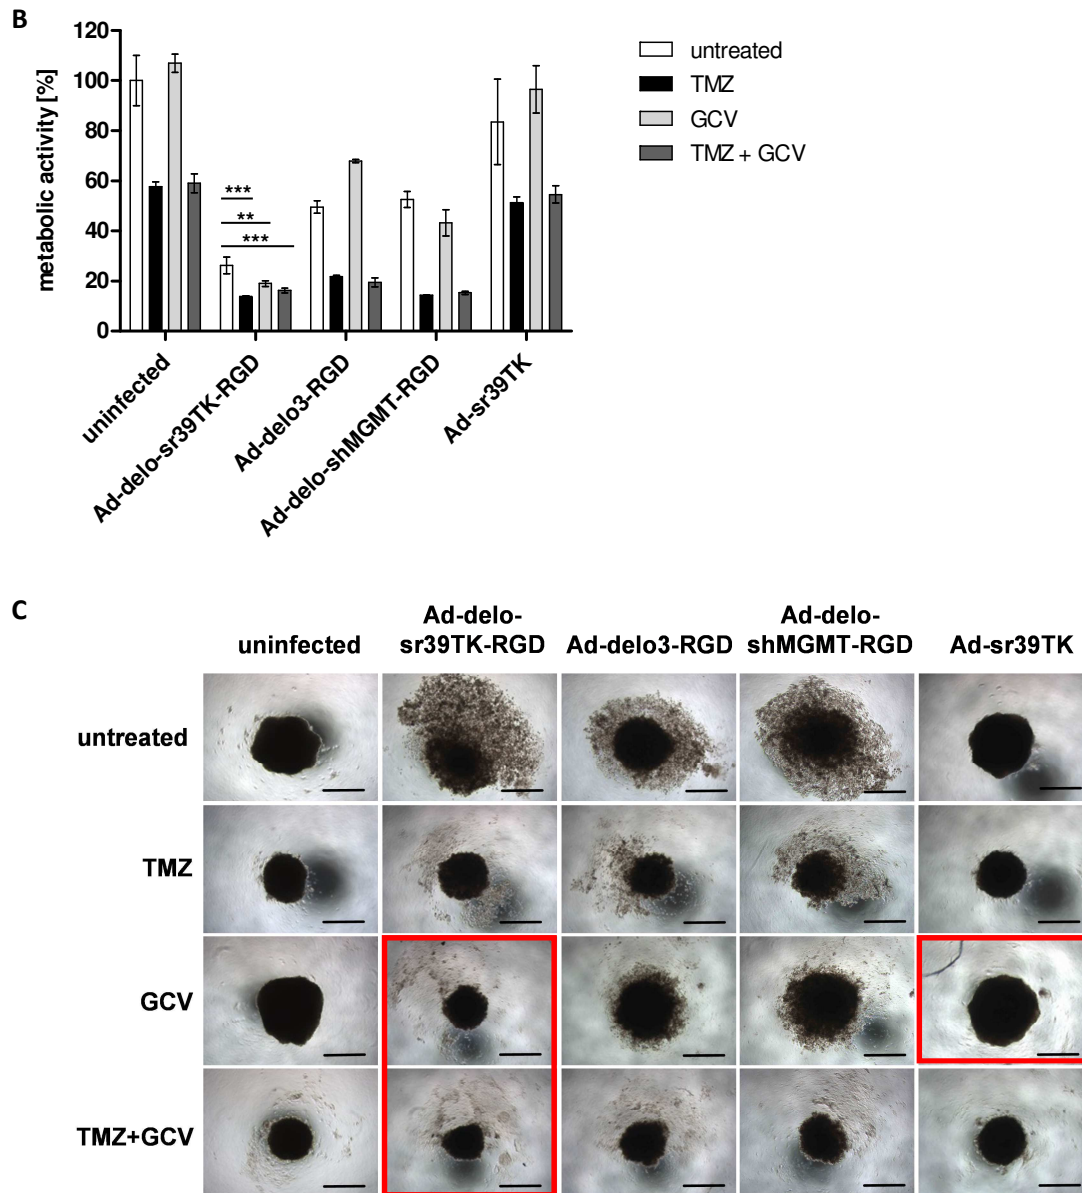 B
120
100
80
60
40
20
0
metabolic activity [%]
***
**
***
untreated
TMZ
GCV
TMZ + GCV
uninfected
Ad-delo-sr39TK-RGD
Ad-delo3-RGD
Ad-delo-shMGMT-RGD
Ad-sr39TK
C
uninfected
Ad-delo-
sr39TK-RGD
Ad-delo3-RGD
Ad-delo-
shMGMT-RGD
Ad-sr39TK
untreated
TMZ
GCV
TMZ+GCV